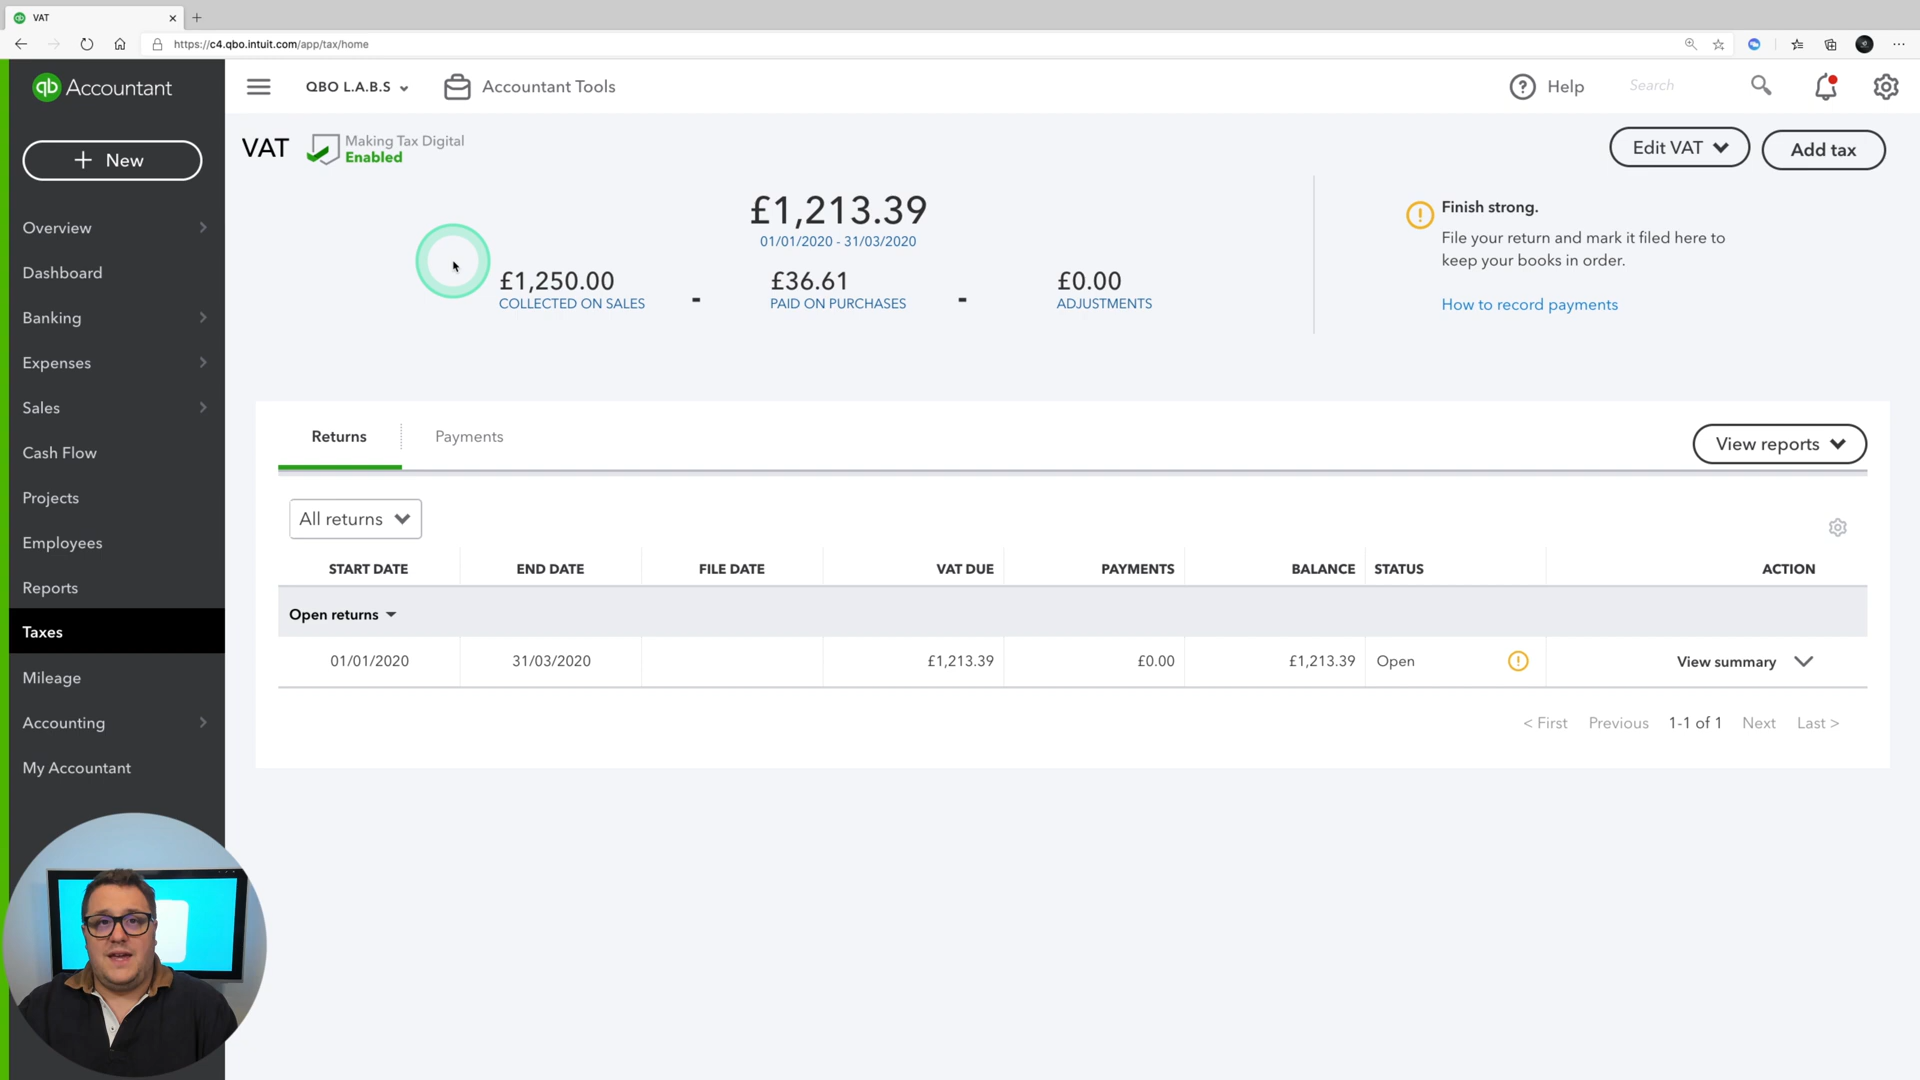 VAT
https://c4.qbo.intuit.com/app/tax/home
qb Accountant
QBO L.A.B.S
Accountant Tools
Help
Search
New
VAT
Making Tax Digital
Enabled
Edit VAT
Add tax
Overview
Dashboard
Banking
Expenses
Sales
Cash Flow
Projects
Employees
Reports
Taxes
Mileage
Accounting
My Accountant
£1,213.39
01/01/2020 - 31/03/2020
£1,250.00 - £36.61 - £0.00
COLLECTED ON SALES PAID ON PURCHASES ADJUSTMENTS
Finish strong.
File your return and mark it filed here to
keep your books in order.
How to record payments
Returns Payments
View reports
All returns
START DATE END DATE FILE DATE VAT DUE PAYMENTS BALANCE STATUS ACTION
Open returns
01/01/2020 31/03/2020 £1,213.39 £0.00 £1,213.39 Open View summary
< First Previous 1-1 of 1 Next Last >